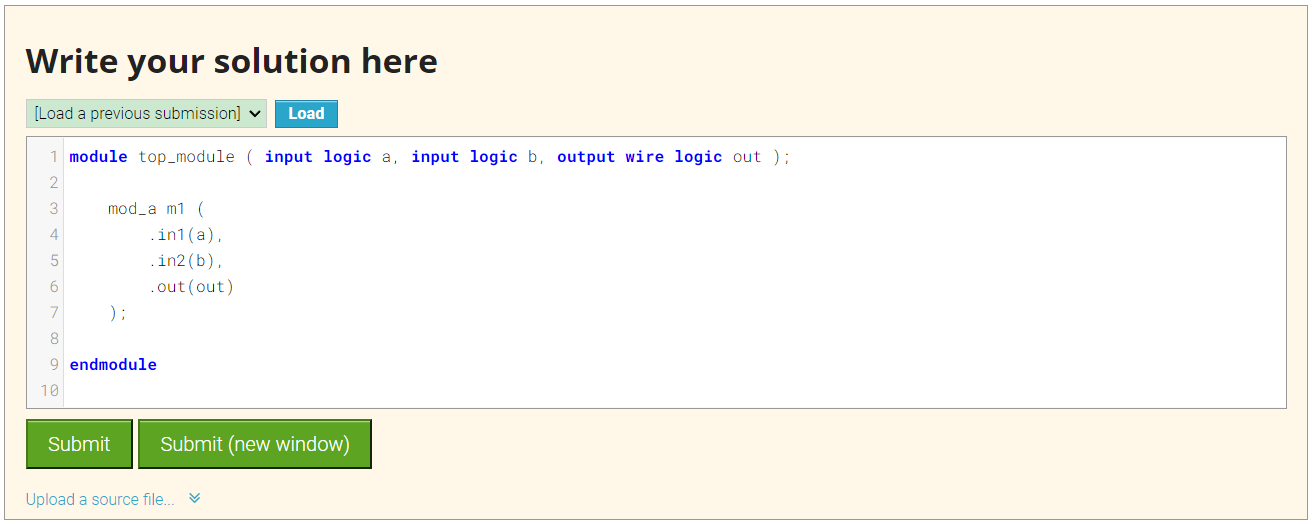 Write your solution here
[Load a previous submission] Load
1 module top_module ( input logic a, input logic b, output wire logic out );
2
3     mod_a m1 (
4         .in1(a),
5         .in2(b),
6         .out(out)
7     );
8
9 endmodule
10
Submit Submit (new window)
Upload a source file...